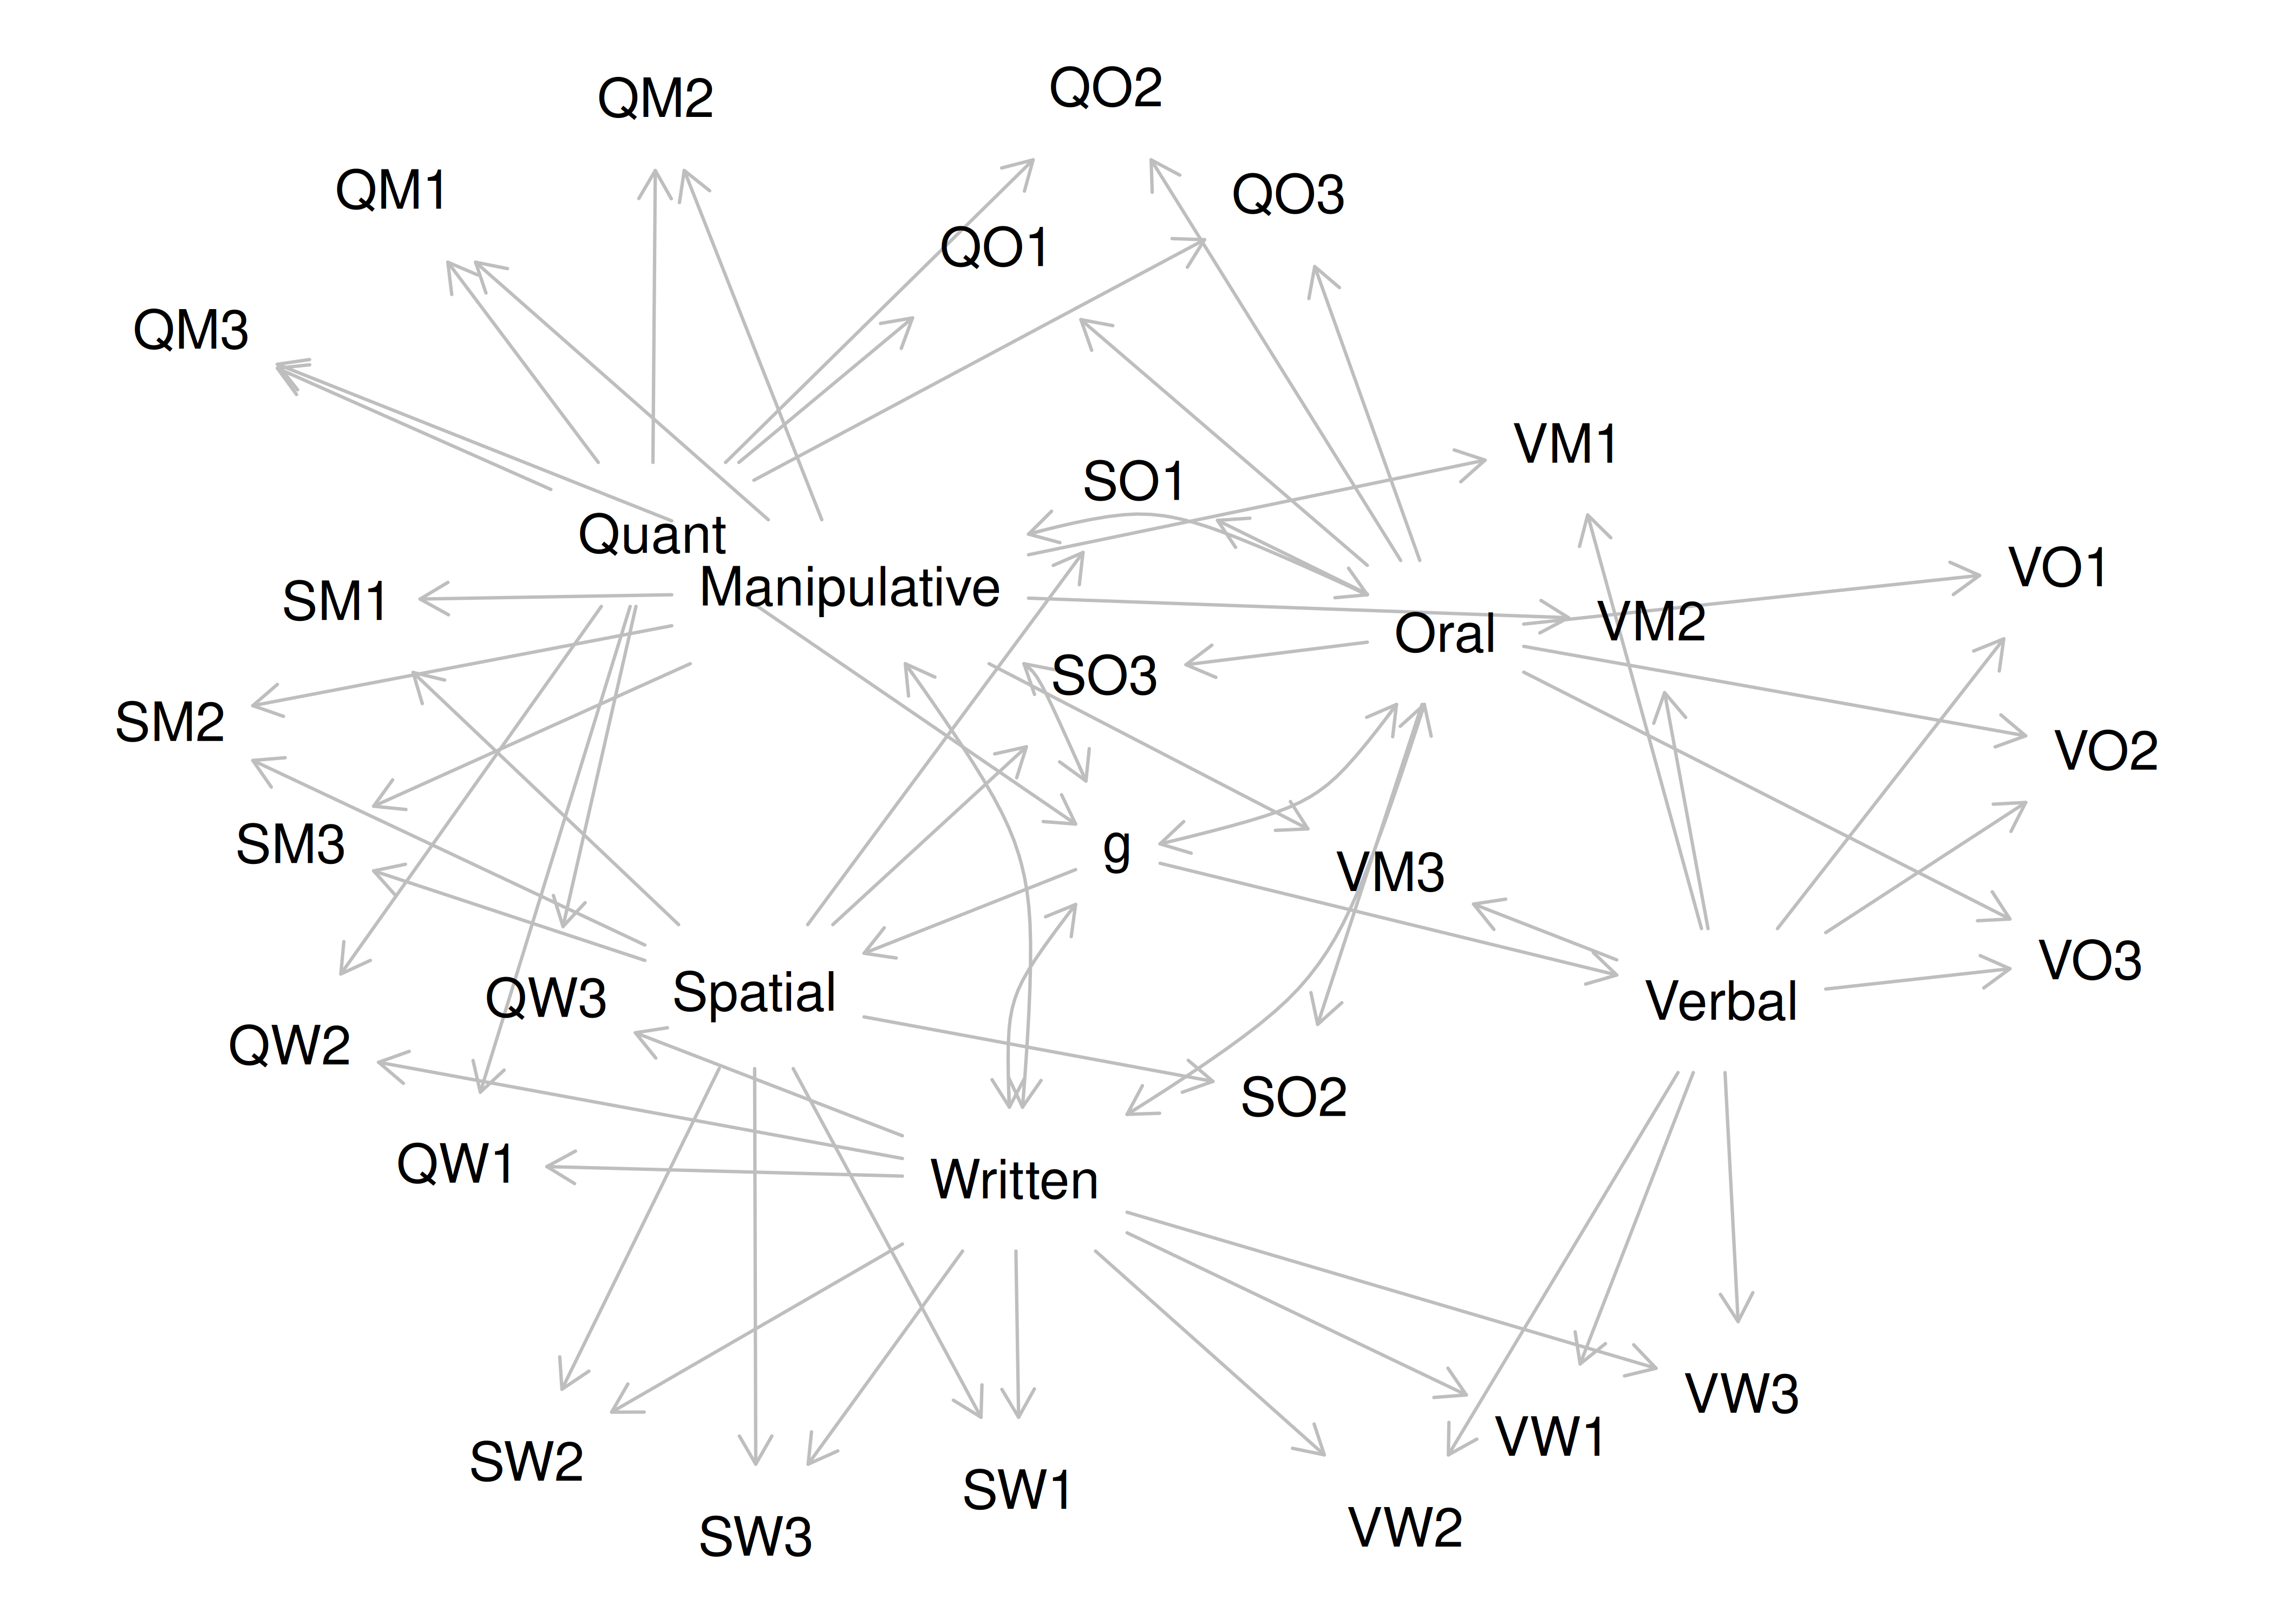 QO2
QM2
QM1
QO3
QO1
QM3
VM1
SO1
Quant
VO1
Manipulative
SM1
VM2
Oral
SO3
SM2
VO2
SM3
g
VM3
VO3
Spatial
QW3
Verbal
QW2
SO2
QW1
Written
VW3
VW1
SW2
SW1
VW2
SW3